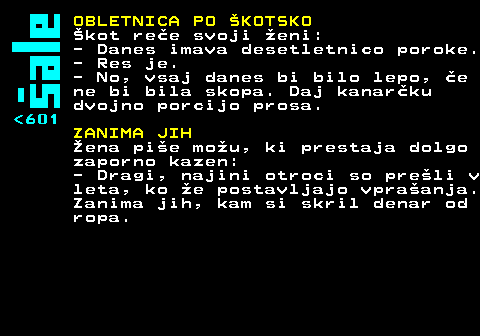 šale
<601
OBLETNICA PO ŠKOTSKO
Škot reče svoji ženi:
- Danes imava desetletnico poroke.
- Res je.
- No, vsaj danes bi bilo lepo, če
ne bi bila skopa. Daj kanarčku
dvojno porcijo prosa.
ZANIMA JIH
Žena piše možu, ki prestaja dolgo
zaporno kazen:
- Dragi, najini otroci so prešli v
leta, ko že postavljajo vprašanja.
Zanima jih, kam si skril denar od
ropa.